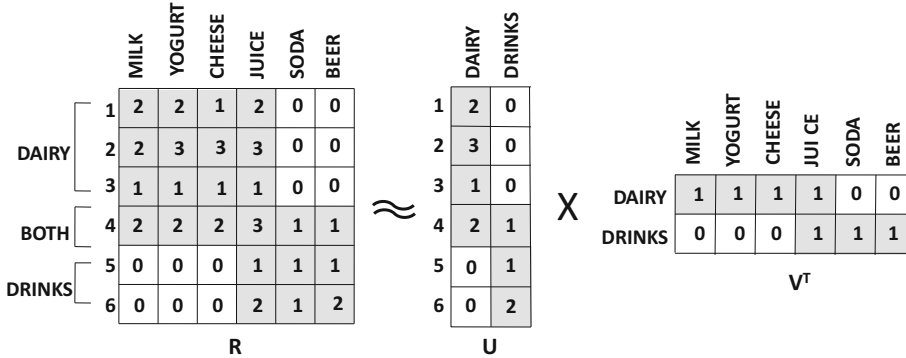 MILK YOGURT CHEESE JUICE SODA BEER
DAIRY DRINKS
MILK YOGURT CHEESE JUI CE SODA BEER
DAIRY
BOTH
DRINKS
1 2 2 1 2 0 0
2 2 3 3 3 0 0
3 1 1 1 1 0 0
4 2 2 2 3 1 1
5 0 0 0 1 1 1
6 0 0 0 2 1 2
R
≈
1 2 0
2 3 0
3 1 0
4 2 1
5 0 1
6 0 2
U
X
DAIRY 1 1 1 1 0 0
DRINKS 0 0 0 1 1 1
Vᵀ